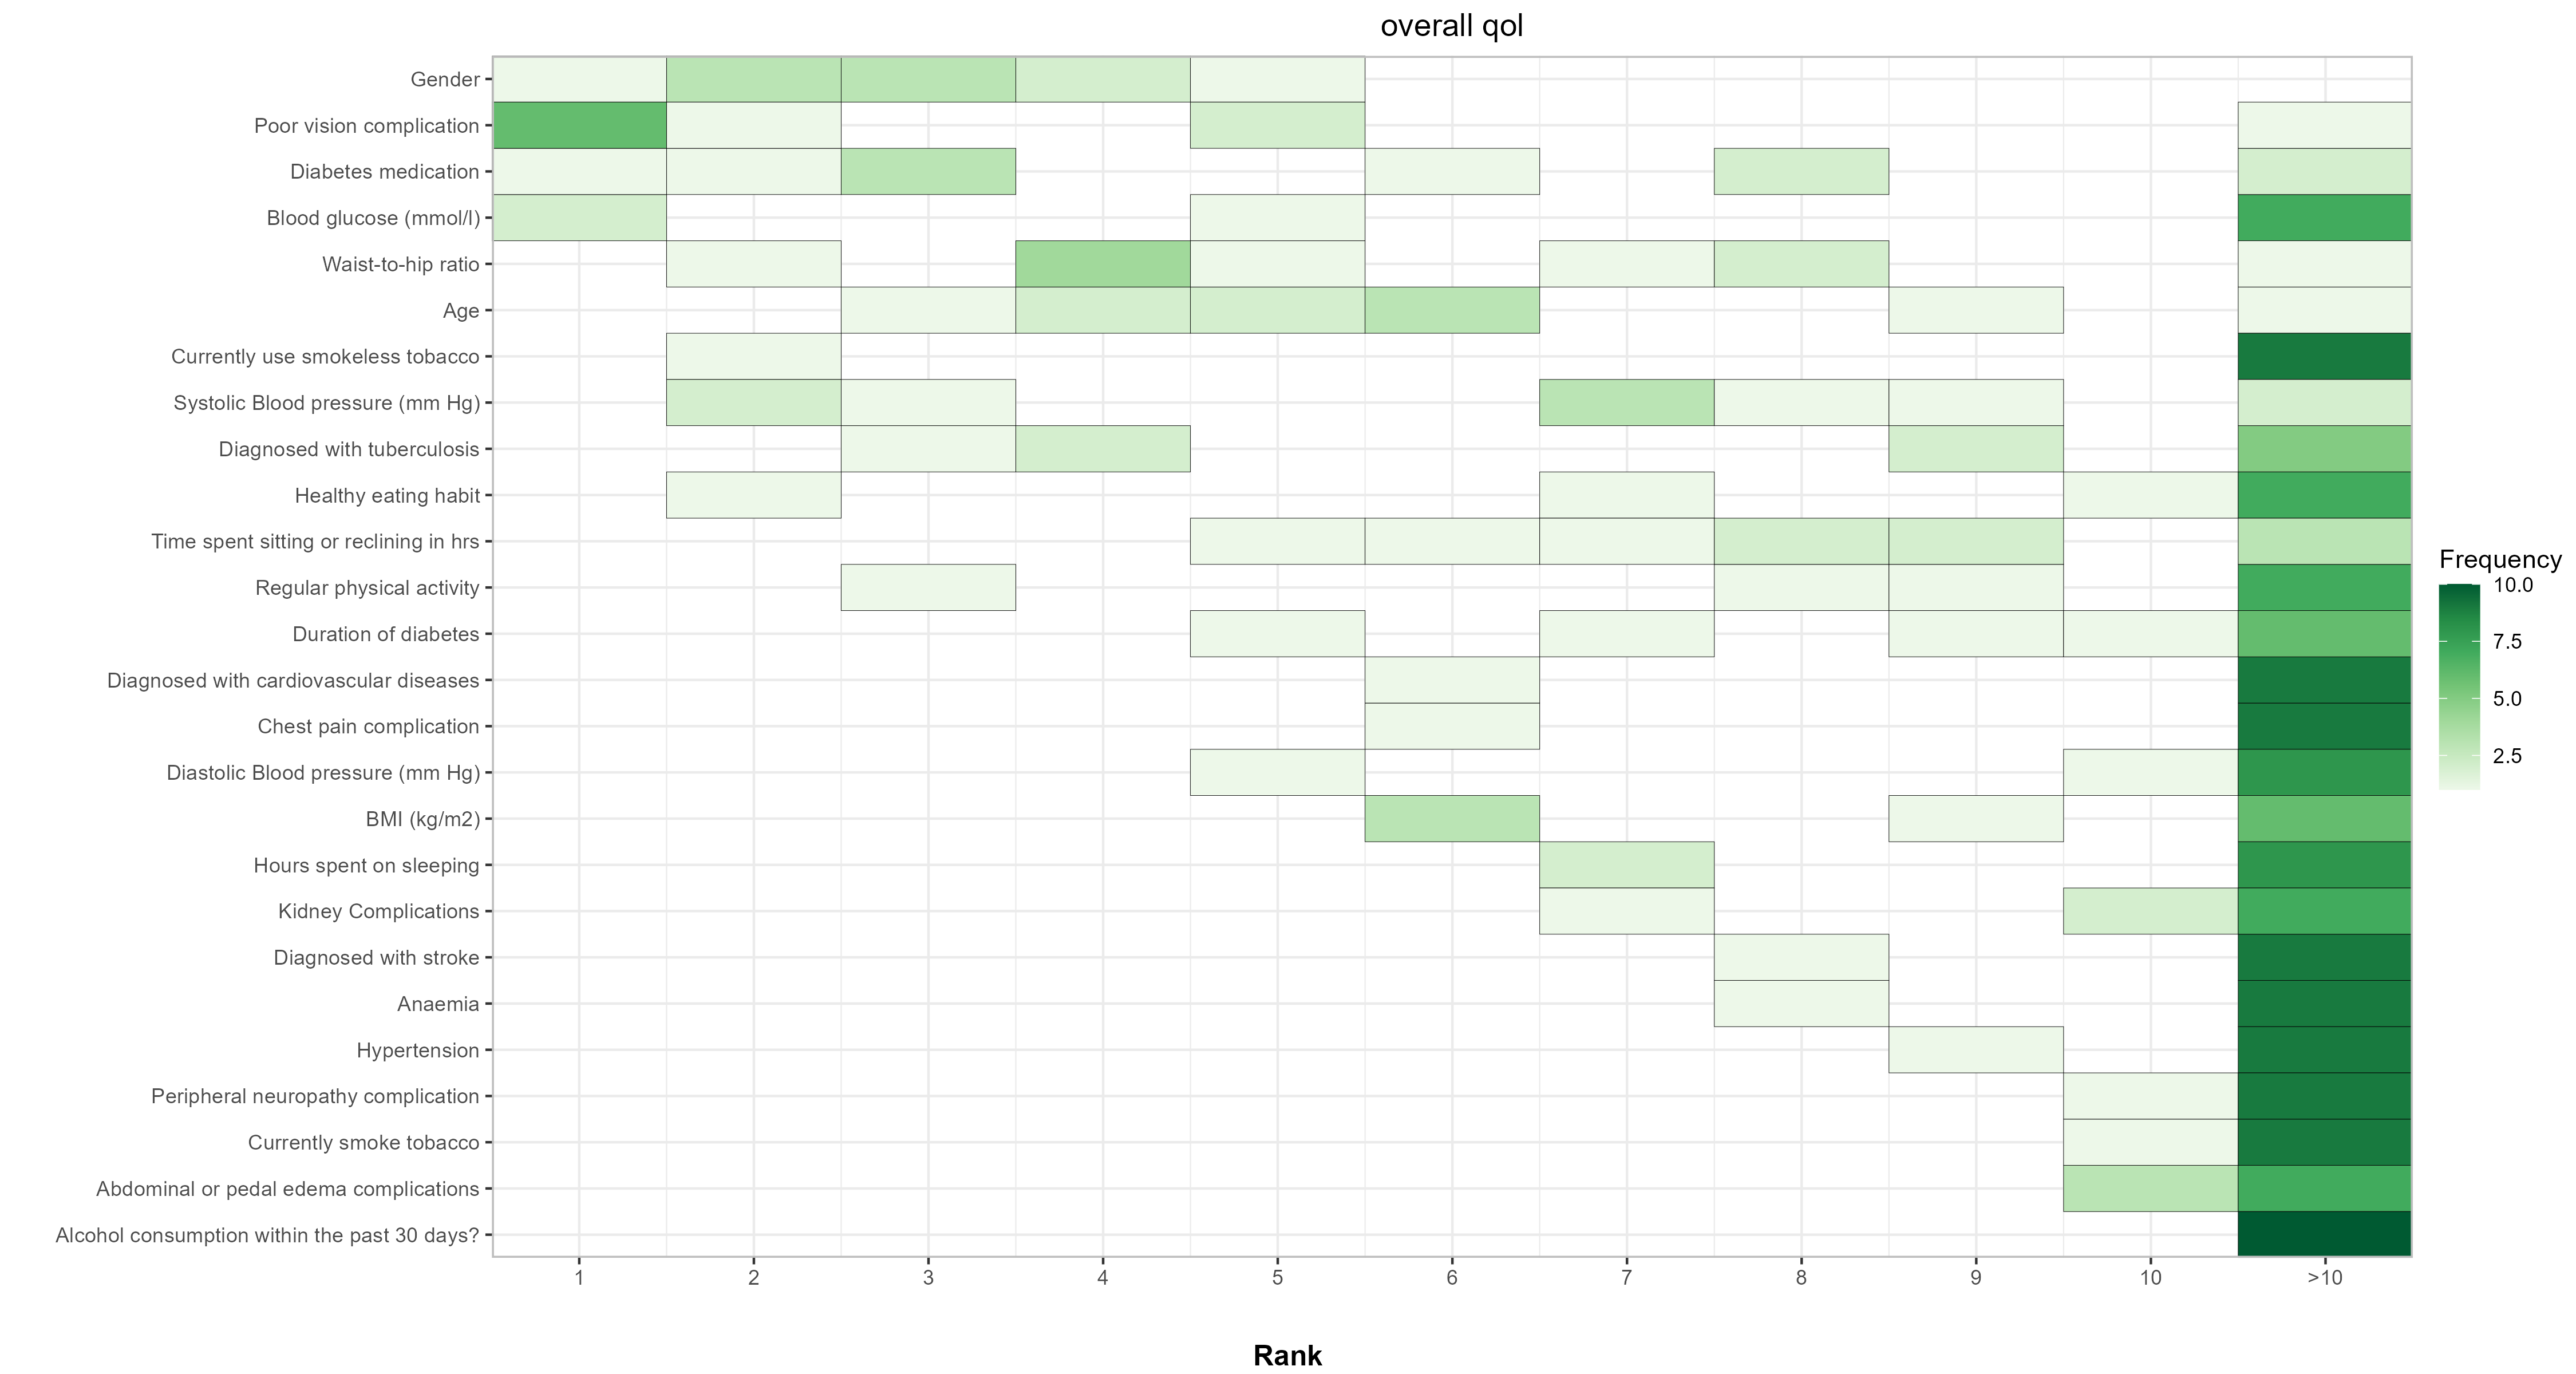 overall qol
Gender
Poor vision complication
Diabetes medication
Blood glucose (mmol/l)
Waist-to-hip ratio
Age
Currently use smokeless tobacco
Systolic Blood pressure (mm Hg)
Diagnosed with tuberculosis
Healthy eating habit
Time spent sitting or reclining in hrs
Regular physical activity
Duration of diabetes
Diagnosed with cardiovascular diseases
Chest pain complication
Diastolic Blood pressure (mm Hg)
BMI (kg/m2)
Hours spent on sleeping
Kidney Complications
Diagnosed with stroke
Anaemia
Hypertension
Peripheral neuropathy complication
Currently smoke tobacco
Abdominal or pedal edema complications
Alcohol consumption within the past 30 days?
1 2 3 4 5 6 7 8 9 10 >10
Rank
Frequency
10.0
7.5
5.0
2.5